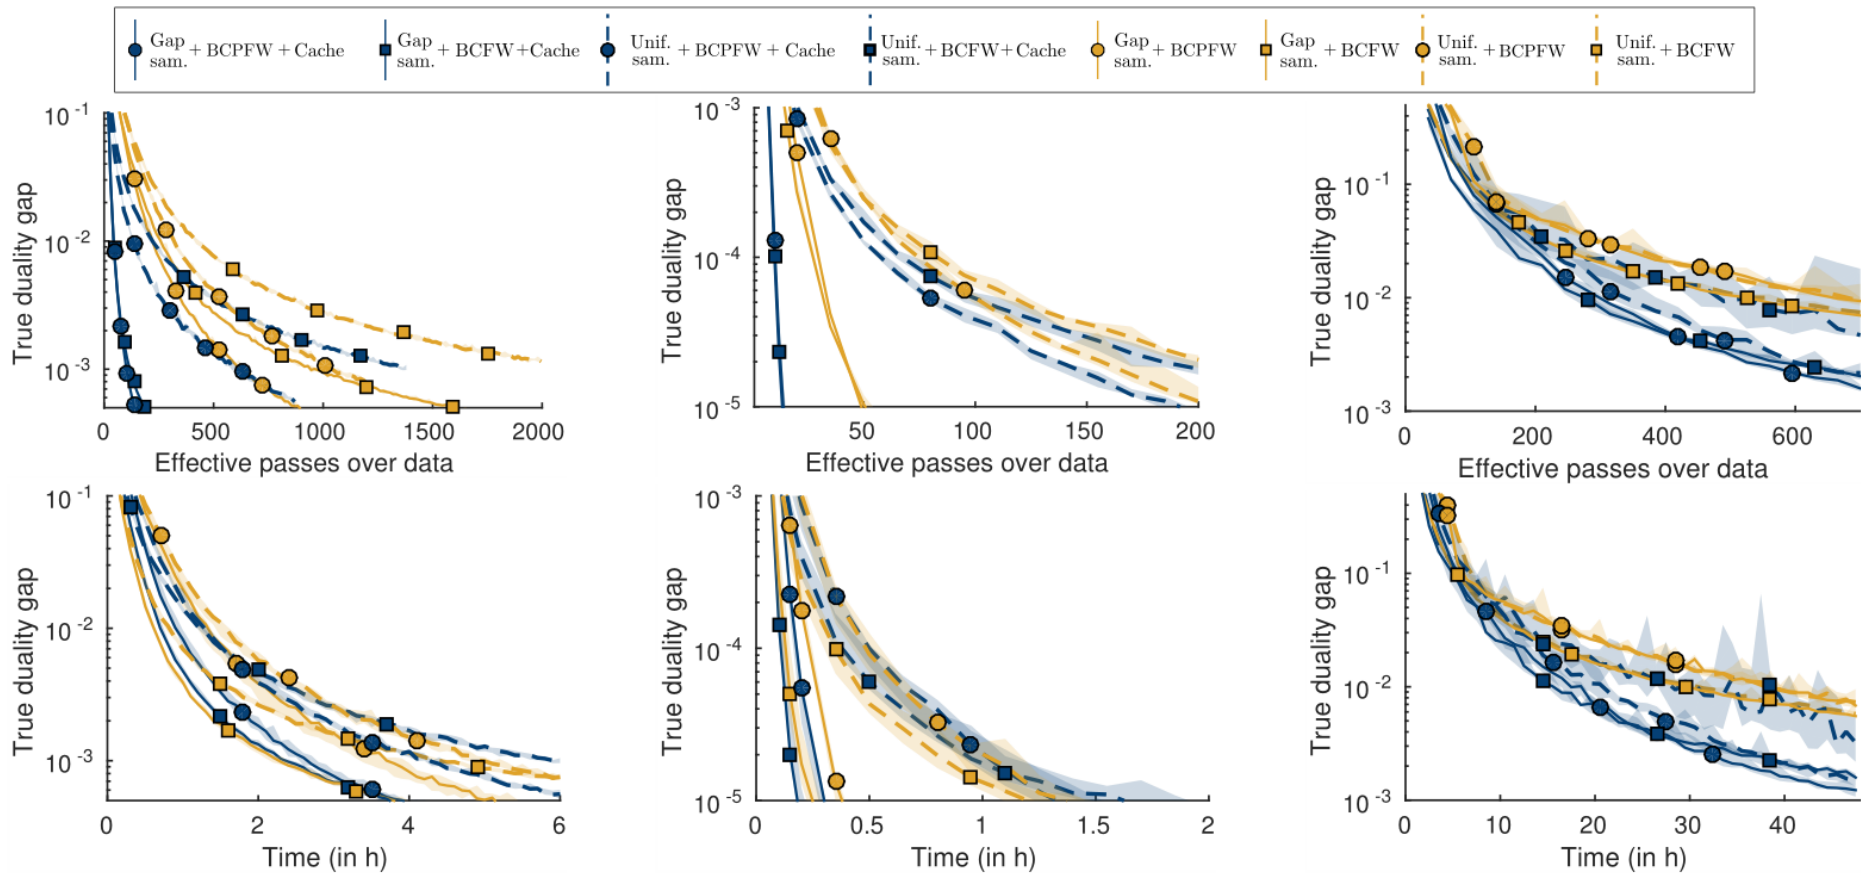 Gap sam. + BCPFW + Cache
Gap sam. + BCFW +Cache
Unif. sam. + BCPFW + Cache
Unif. sam. + BCFW + Cache
Gap sam. + BCPFW
Gap sam. + BCFW
Unif. sam. + BCPFW
Unif. sam. + BCFW
True duality gap
10^-1
10^-2
10^-3
0 500 1000 1500 2000
Effective passes over data
True duality gap
10^-3
10^-4
10^-5
50 100 150 200
Effective passes over data
True duality gap
10^-1
10^-2
10^-3
0 200 400 600
Effective passes over data
True duality gap
10^-1
10^-2
10^-3
0 2 4 6
Time (in h)
True duality gap
10^-3
10^-4
10^-5
0 0.5 1 1.5 2
Time (in h)
True duality gap
10^-1
10^-2
10^-3
0 10 20 30 40
Time (in h)